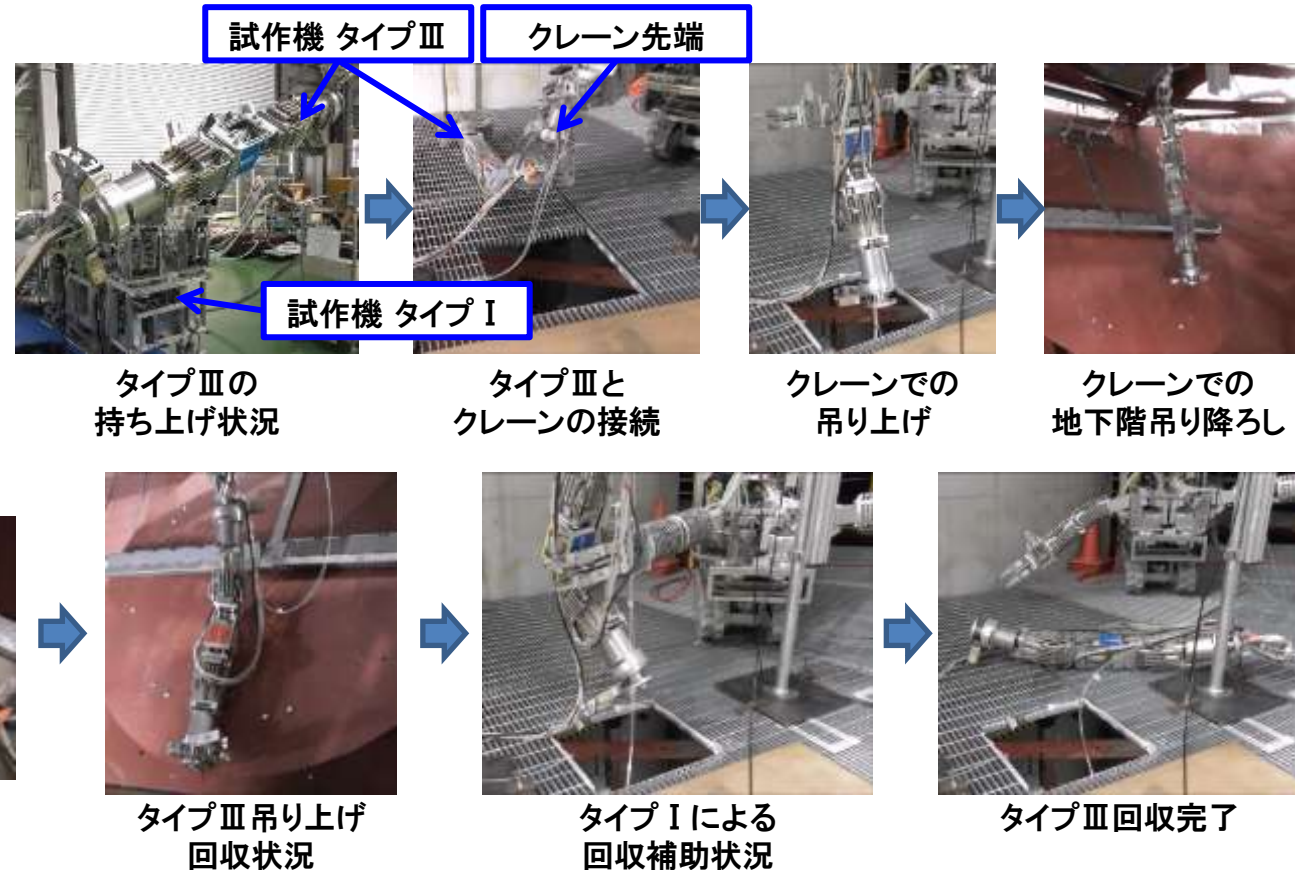 試作機 タイプⅢ
クレーン先端
試作機 タイプⅠ
タイプⅢの
持ち上げ状況
タイプⅢと
クレーンの接続
クレーンでの
吊り上げ
クレーンでの
地下階吊り降ろし
タイプⅢ吊り上げ
回収状況
タイプⅠによる
回収補助状況
タイプⅢ回収完了